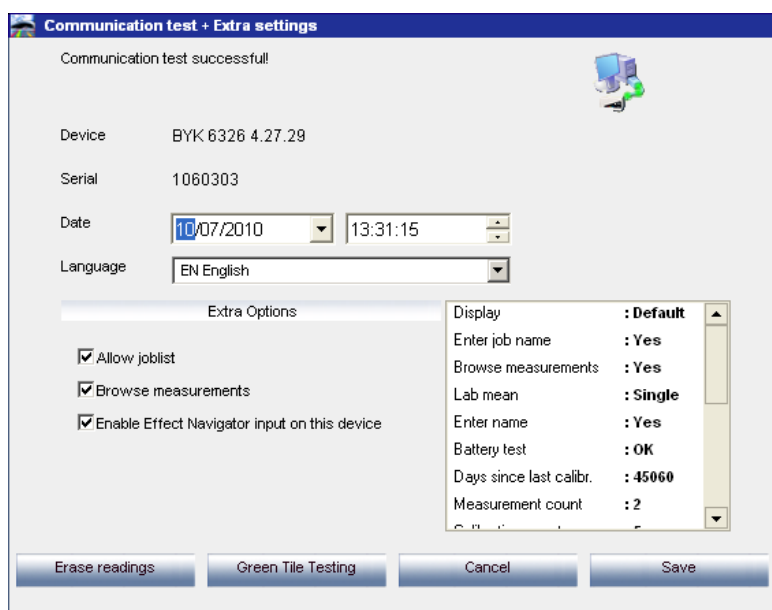 Communication test + Extra settings
Communication test successful!
Device BYK 6326 4.27.29
Serial 1060303
Date 10/07/2010 13:31:15
Language EN English
Extra Options
Allow joblist
Browse measurements
Enable Effect Navigator input on this device
Display : Default
Enter job name : Yes
Browse measurements : Yes
Lab mean : Single
Enter name : Yes
Battery test : OK
Days since last calibr. : 45060
Measurement count : 2
Erase readings Green Tile Testing Cancel Save